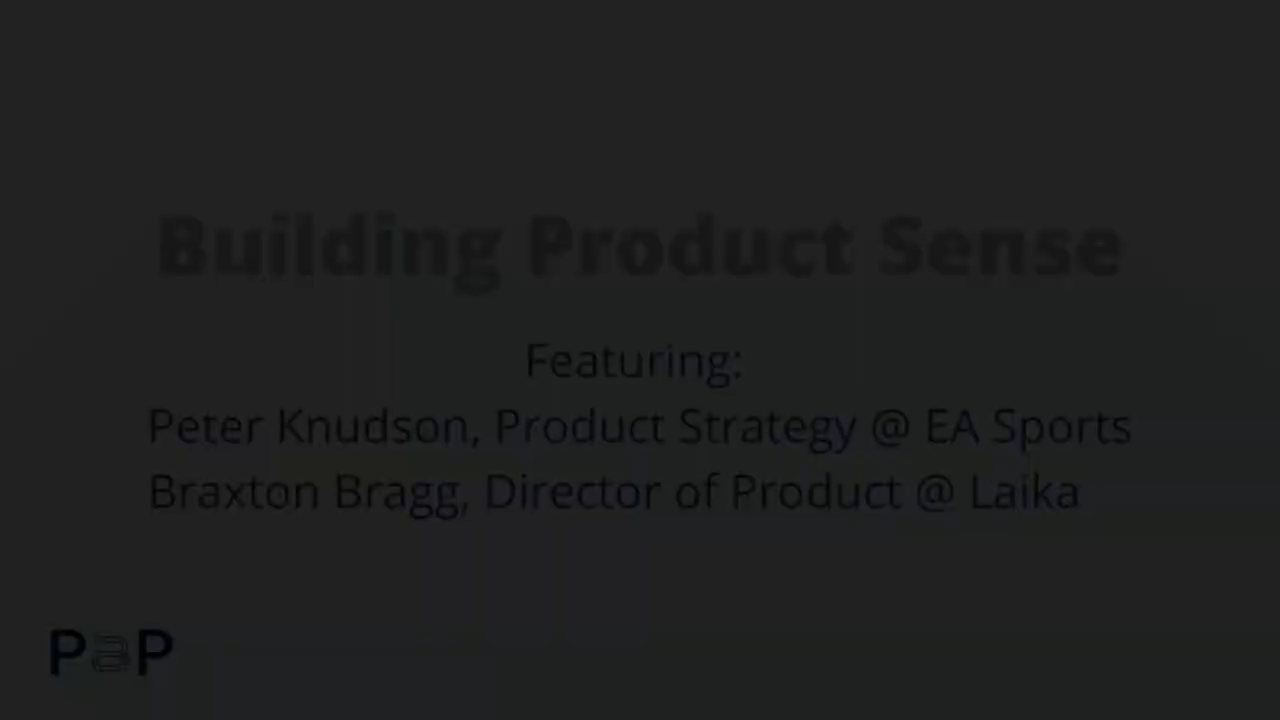 Building Product Sense
Featuring:
Peter Knudson, Product Strategy @ EA Sports
Braxton Bragg, Director of Product @ Laika
PaP